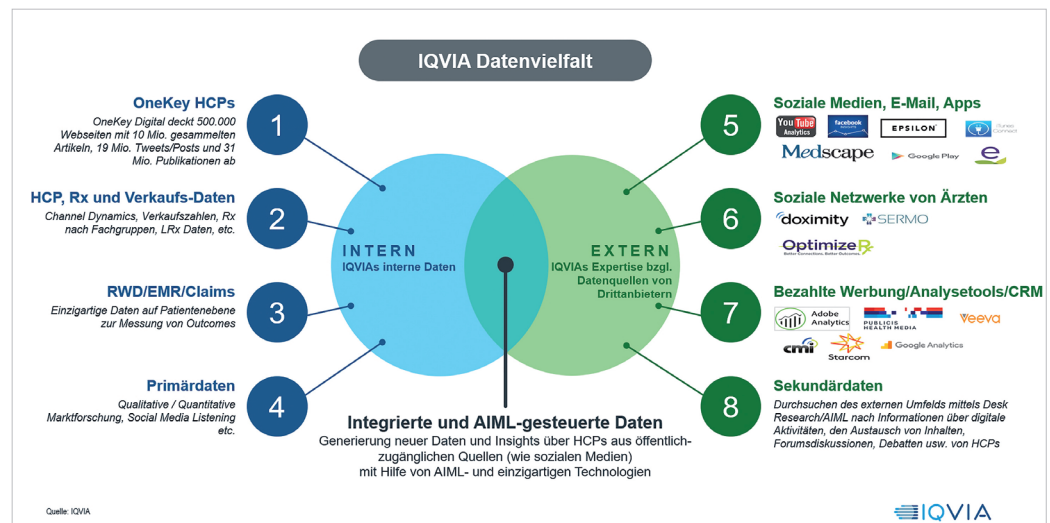 IQVIA Datenvielfalt
OneKey HCPs
OneKey Digital deckt 500.000
Webseiten mit 10 Mio. gesammelten
Artikeln, 19 Mio. Tweets/Posts und 31
Mio. Publikationen ab
1
HCP, Rx und Verkaufs-Daten
Channel Dynamics, Verkaufszahlen, Rx
nach Fachgruppen, LRx Daten, etc.
2
RWD/EMR/Claims
Einzigartige Daten auf Patientenebene
zur Messung von Outcomes
3
Primärdaten
Qualitative / Quantitative
Marktforschung, Social Media Listening
etc.
4
INTERN
IQVIAs interne Daten
EXTERN
IQVIAs Expertise bzgl.
Datenquellen von
Drittanbietern
Integrierte und AIML-gesteuerte Daten
Generierung neuer Daten und Insights über HCPs aus öffentlich-
zugänglichen Quellen (wie sozialen Medien)
mit Hilfe von AIML- und einzigartigen Technologien
5
Soziale Medien, E-Mail, Apps
You Tube
Analytics
facebook
EPSILON
iTunes
Connect
Medscape
Google Play
e
6
Soziale Netzwerke von Ärzten
doximity
SERMO
OptimizeRx
Better Connections. Better Outcomes.
7
Bezahlte Werbung/Analysetools/CRM
Adobe
Analytics
PUBLICIS
HEALTH MEDIA
Veeva
cmi
Starcom
Google Analytics
8
Sekundärdaten
Durchsuchen des externen Umfelds mittels Desk
Research/AIML nach Informationen über digitale
Aktivitäten, den Austausch von Inhalten,
Forumsdiskussionen, Debatten usw. von HCPs
Quelle: IQVIA
IQVIA